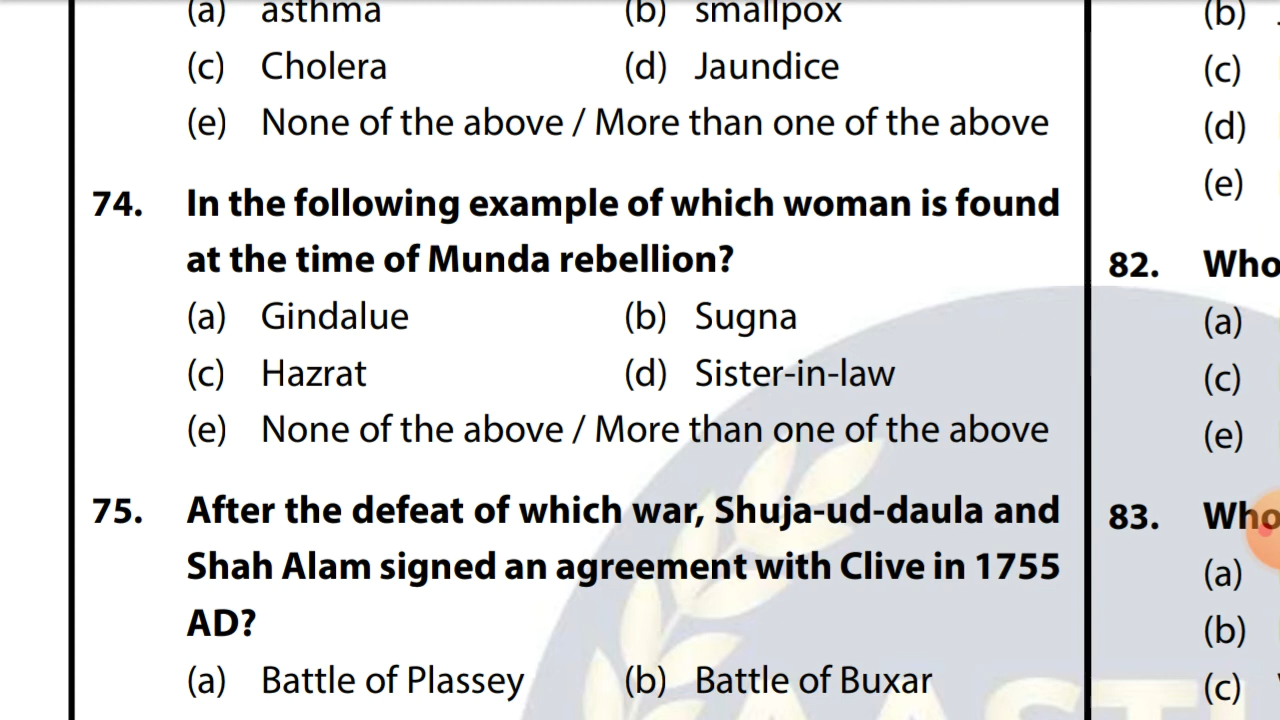 (a) asthma (b) smallpox
(c) Cholera (d) Jaundice
(e) None of the above / More than one of the above
74. In the following example of which woman is found
at the time of Munda rebellion?
(a) Gindalue (b) Sugna
(c) Hazrat (d) Sister-in-law
(e) None of the above / More than one of the above
75. After the defeat of which war, Shuja-ud-daula and
Shah Alam signed an agreement with Clive in 1755
AD?
(a) Battle of Plassey (b) Battle of Buxar
(b)
(c)
(d)
(e)
82. Who
(a)
(c)
(e)
83. Who
(a)
(b)
(c)